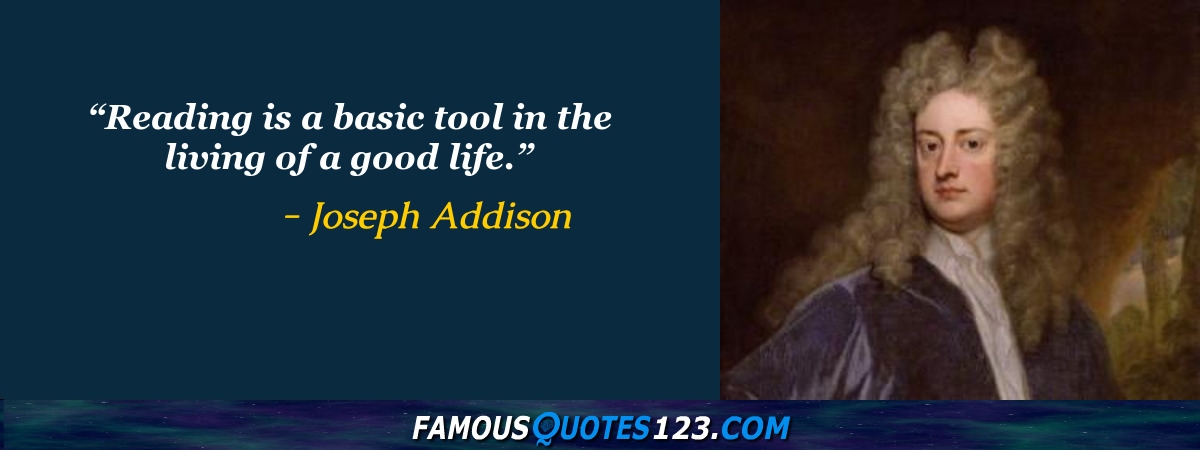 “Reading is a basic tool in the
living of a good life.”
– Joseph Addison
FAMOUSQUOTES123.COM